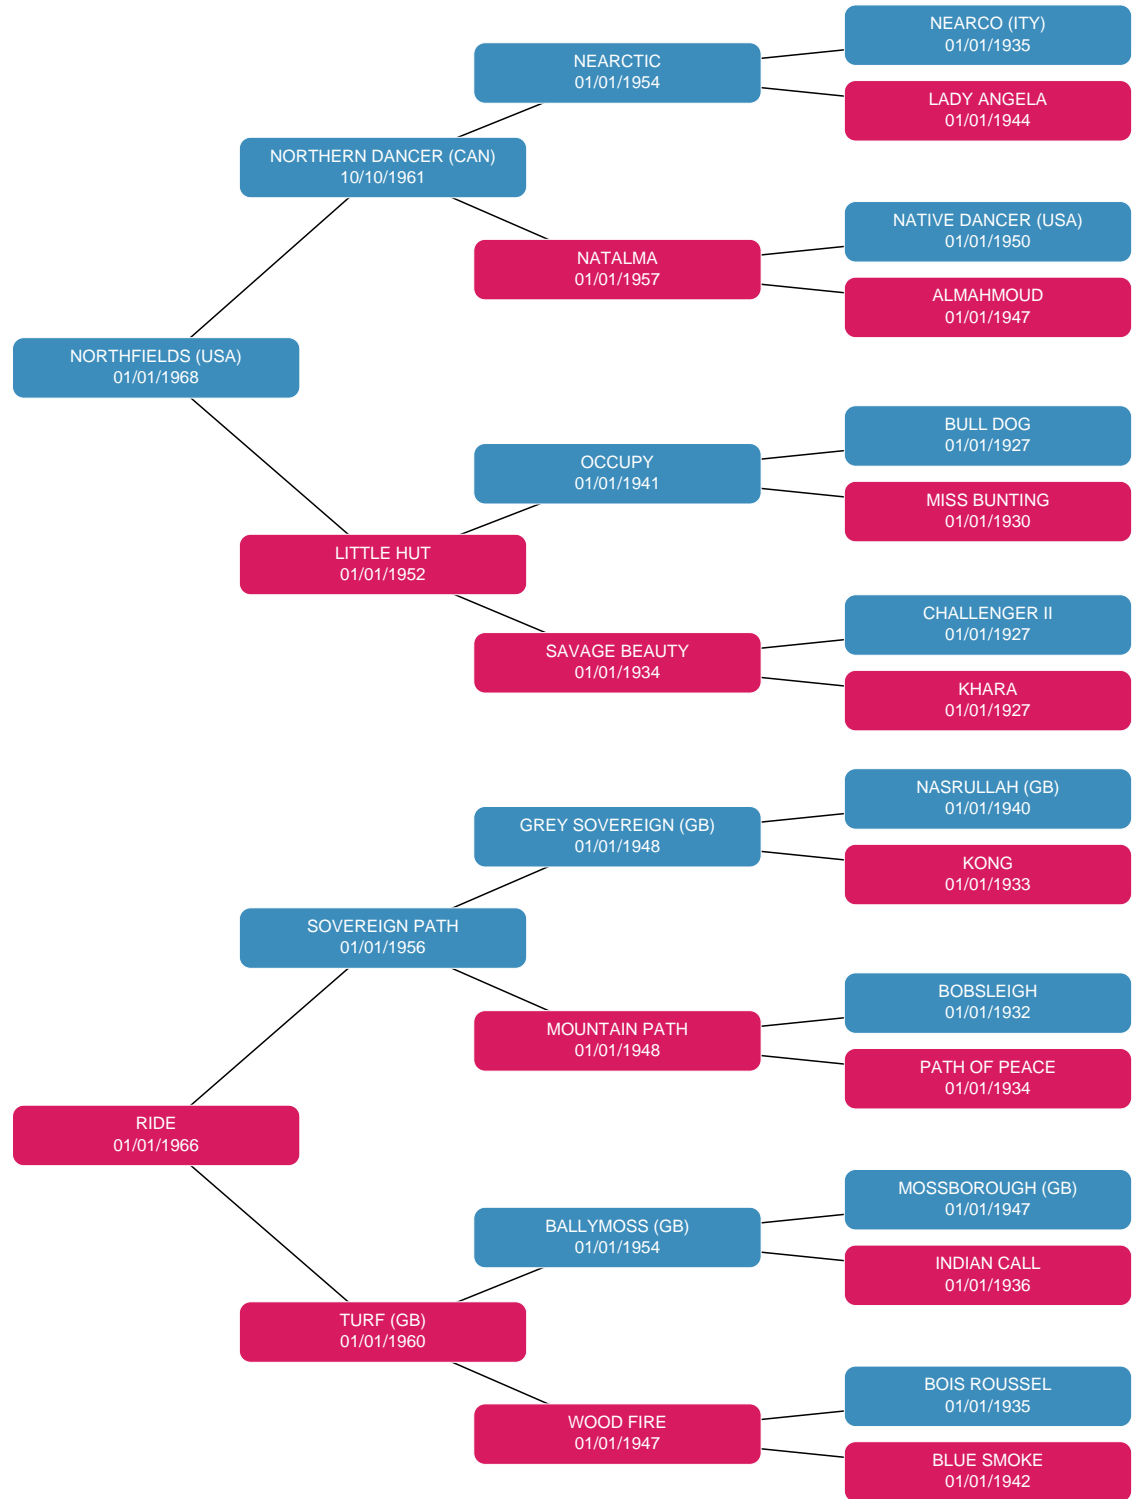 NEARCO (ITY)
01/01/1935
NEARCTIC
01/01/1954
LADY ANGELA
01/01/1944
NORTHERN DANCER (CAN)
10/10/1961
NATIVE DANCER (USA)
01/01/1950
NATALMA
01/01/1957
ALMAHMOUD
01/01/1947
NORTHFIELDS (USA)
01/01/1968
BULL DOG
01/01/1927
OCCUPY
01/01/1941
MISS BUNTING
01/01/1930
LITTLE HUT
01/01/1952
CHALLENGER II
01/01/1927
SAVAGE BEAUTY
01/01/1934
KHARA
01/01/1927
NASRULLAH (GB)
01/01/1940
GREY SOVEREIGN (GB)
01/01/1948
KONG
01/01/1933
SOVEREIGN PATH
01/01/1956
BOBSLEIGH
01/01/1932
MOUNTAIN PATH
01/01/1948
PATH OF PEACE
01/01/1934
RIDE
01/01/1966
MOSSBOROUGH (GB)
01/01/1947
BALLYMOSS (GB)
01/01/1954
INDIAN CALL
01/01/1936
TURF (GB)
01/01/1960
BOIS ROUSSEL
01/01/1935
WOOD FIRE
01/01/1947
BLUE SMOKE
01/01/1942